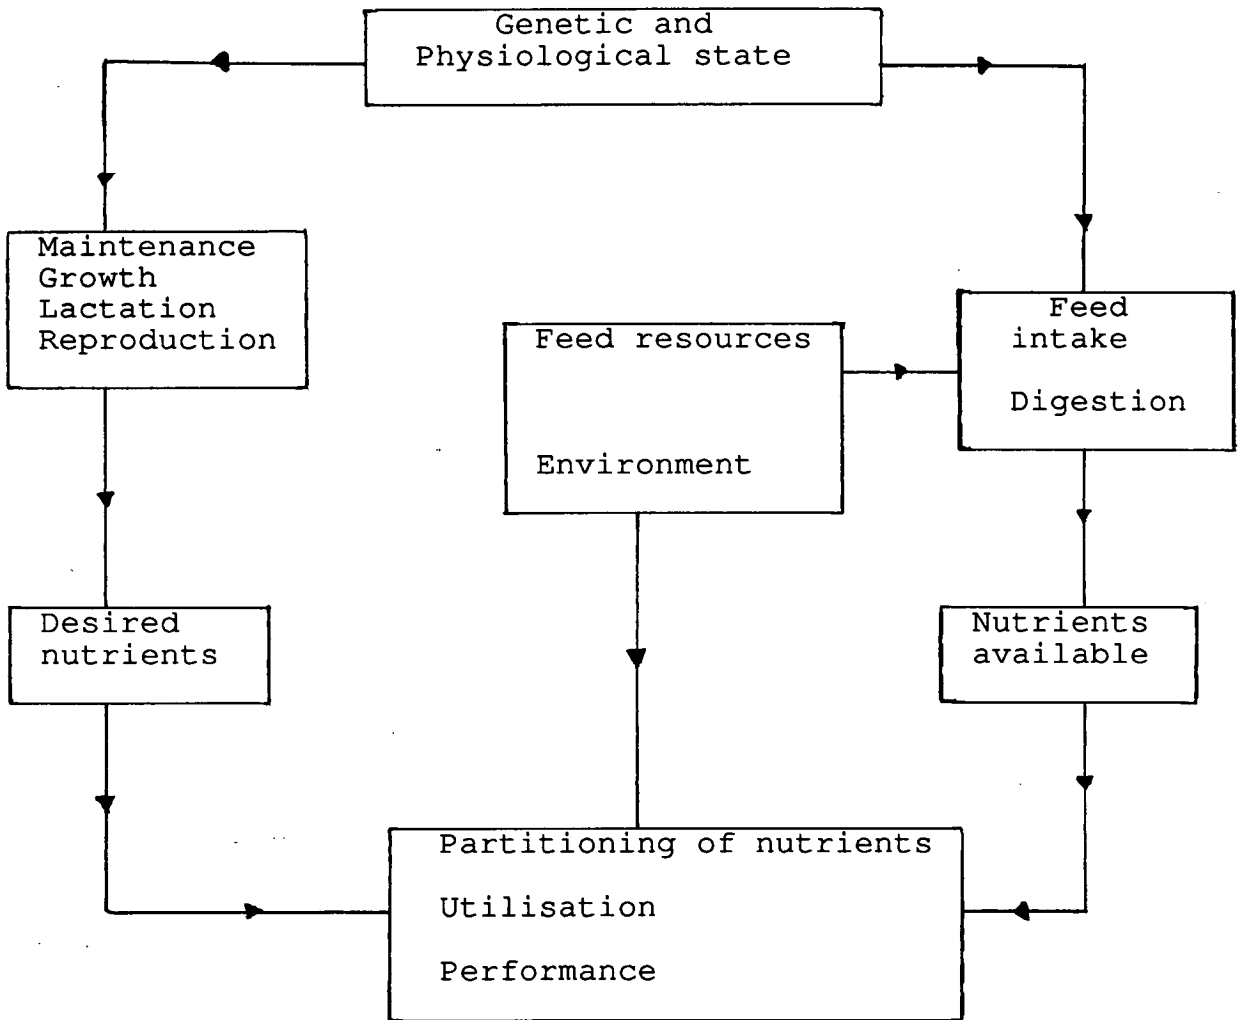 Genetic and
Physiological state
Maintenance
Growth
Lactation
Reproduction
Feed resources
Environment
Feed
intake
Digestion
Desired
nutrients
Nutrients
available
Partitioning of nutrients
Utilisation
Performance